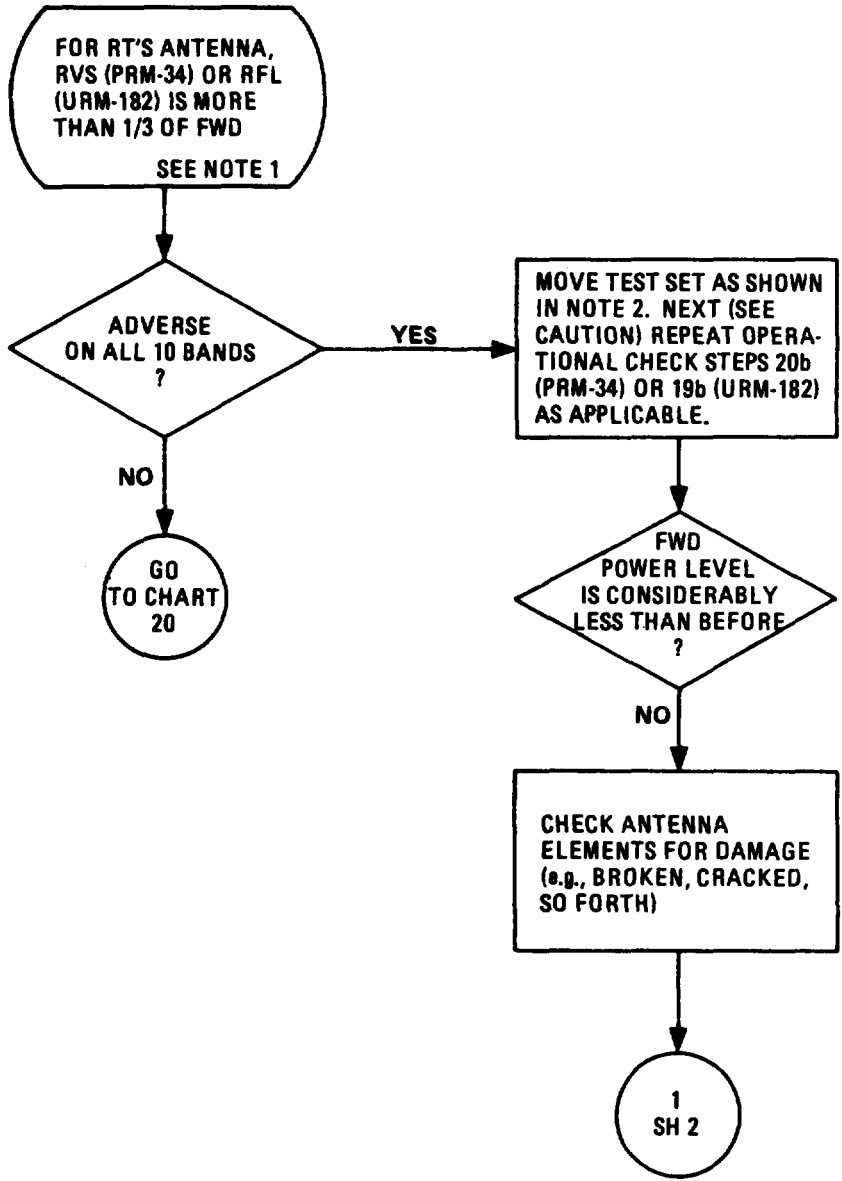 FOR RT'S ANTENNA,
RVS (PRM-34) OR RFL
(URM-182) IS MORE
THAN 1/3 OF FWD
SEE NOTE 1
ADVERSE
ON ALL 10 BANDS
?
YES
NO
GO
TO CHART
20
MOVE TEST SET AS SHOWN
IN NOTE 2. NEXT (SEE
CAUTION) REPEAT OPERA-
TIONAL CHECK STEPS 20b
(PRM-34) OR 19b (URM-182)
AS APPLICABLE.
FWD
POWER LEVEL
IS CONSIDERABLY
LESS THAN BEFORE
?
NO
CHECK ANTENNA
ELEMENTS FOR DAMAGE
(e.g., BROKEN, CRACKED,
SO FORTH)
1
SH 2